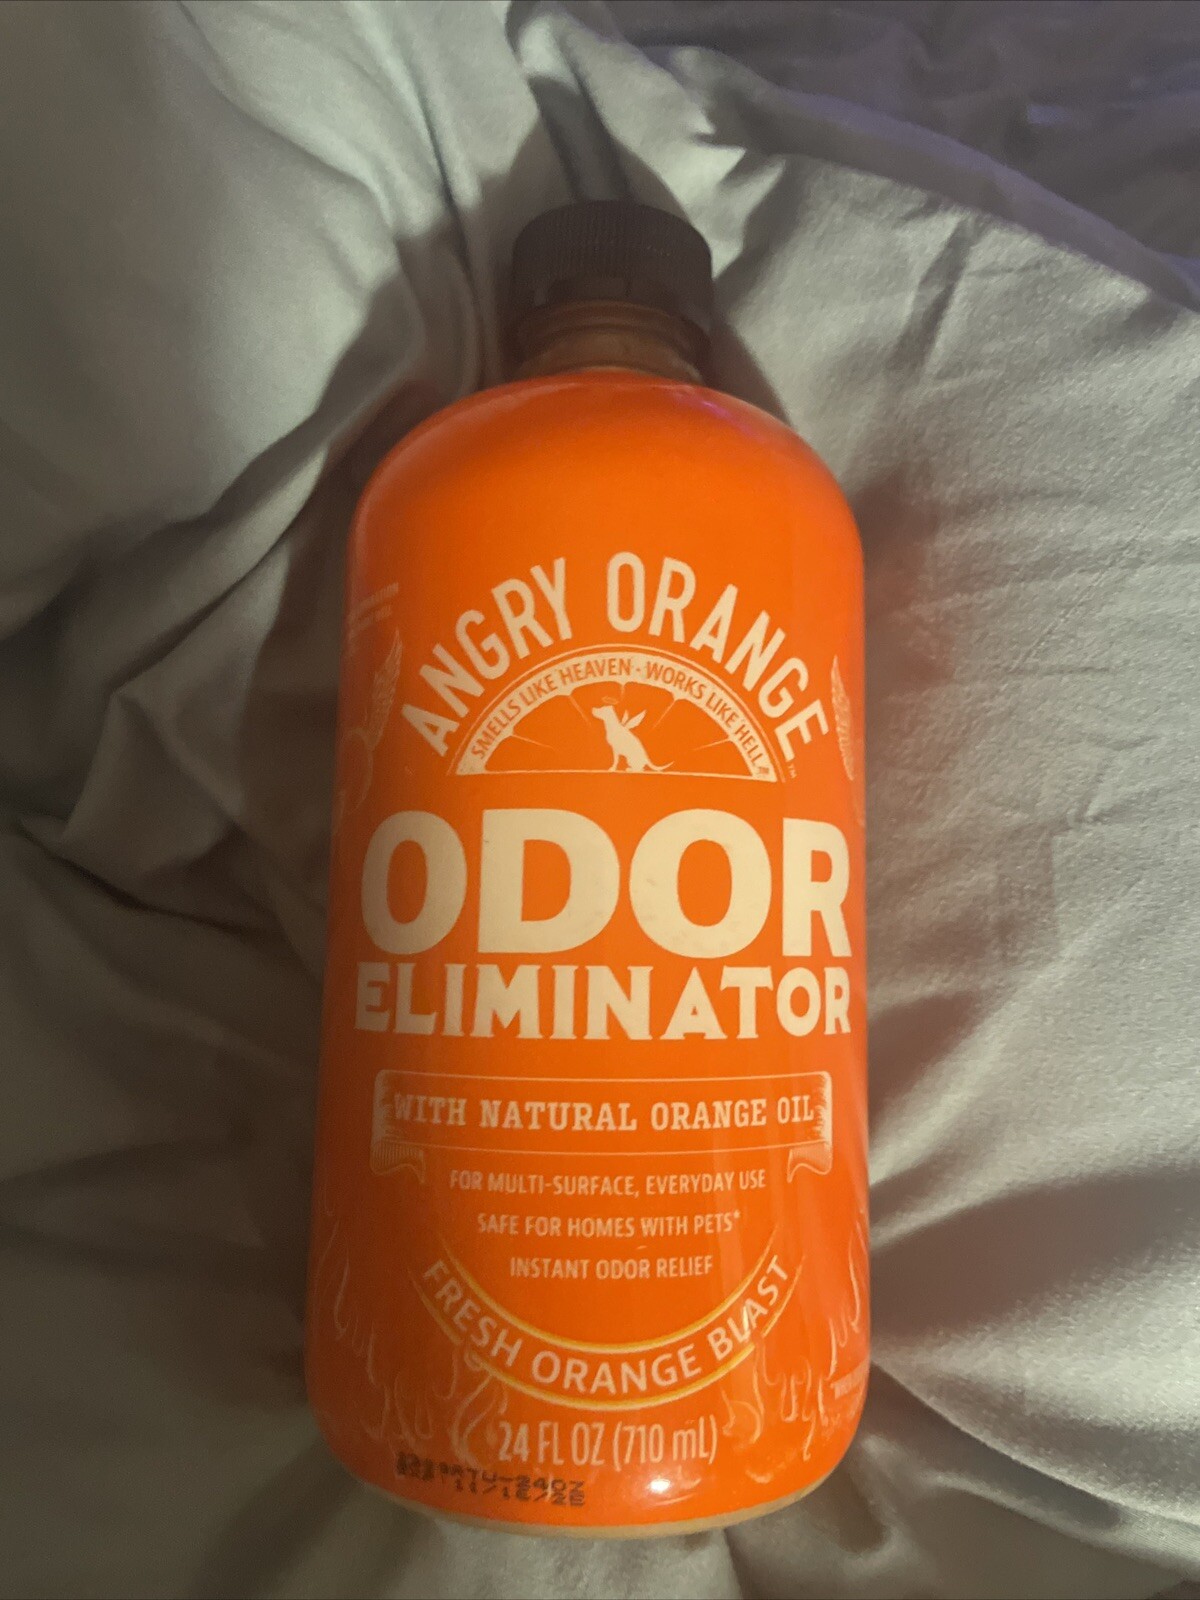 ANGRY ORANGE
SMELLS LIKE HEAVEN · WORKS LIKE HELL
ODOR
ELIMINATOR
WITH NATURAL ORANGE OIL
FOR MULTI-SURFACE, EVERYDAY USE
SAFE FOR HOMES WITH PETS*
INSTANT ODOR RELIEF
FRESH ORANGE BLAST
24 FL OZ (710 mL)